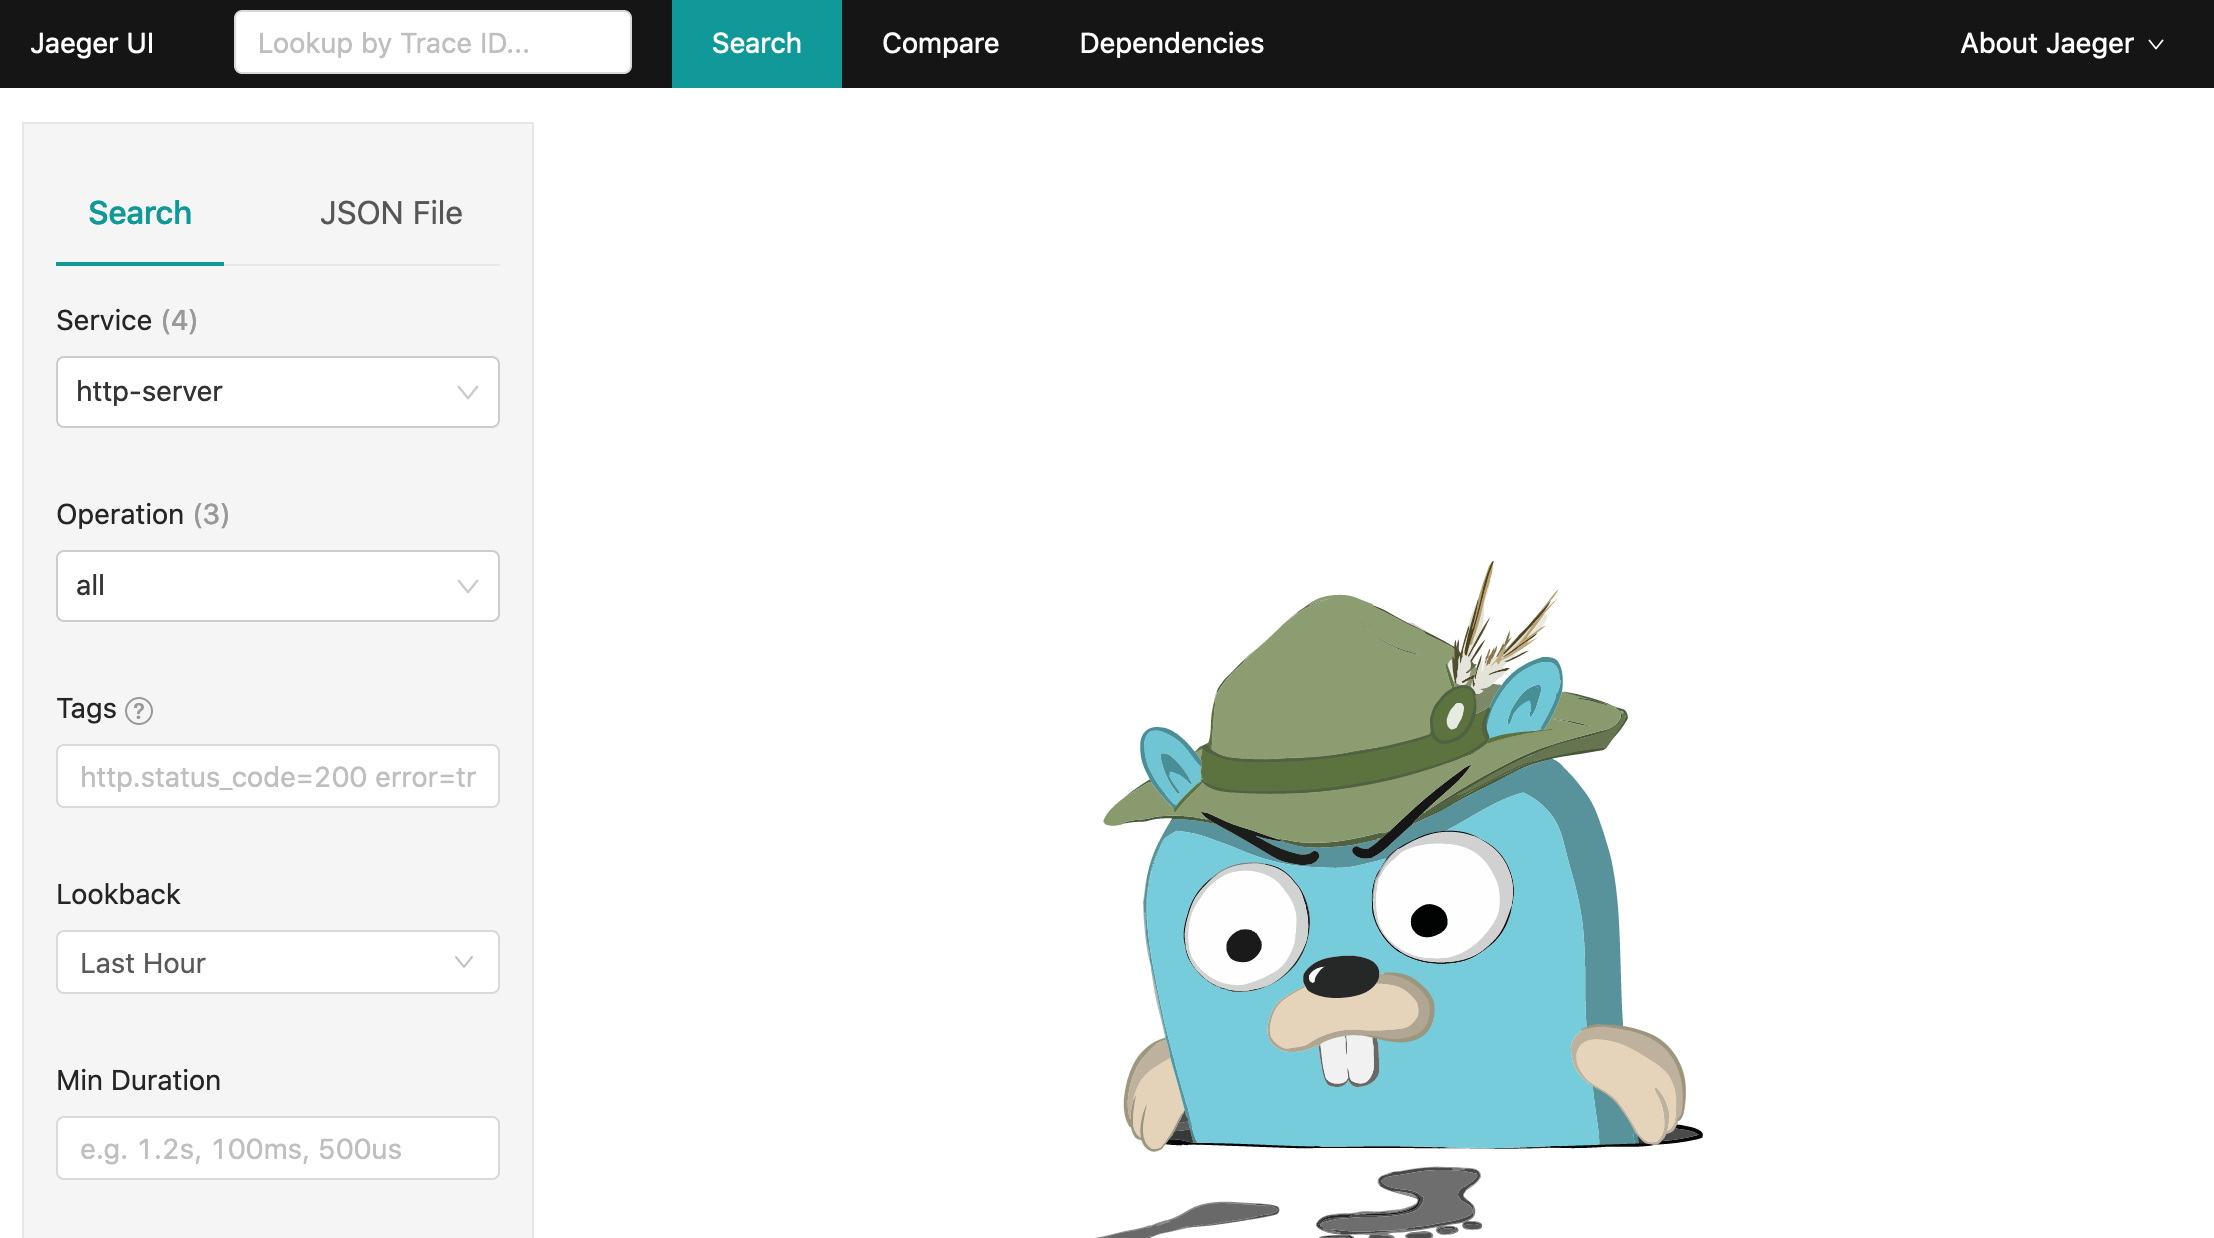 Jaeger UI
Lookup by Trace ID...
Search
Compare
Dependencies
About Jaeger
Search
JSON File
Service (4)
http-server
Operation (3)
all
Tags ?
http.status_code=200 error=tr
Lookback
Last Hour
Min Duration
e.g. 1.2s, 100ms, 500us